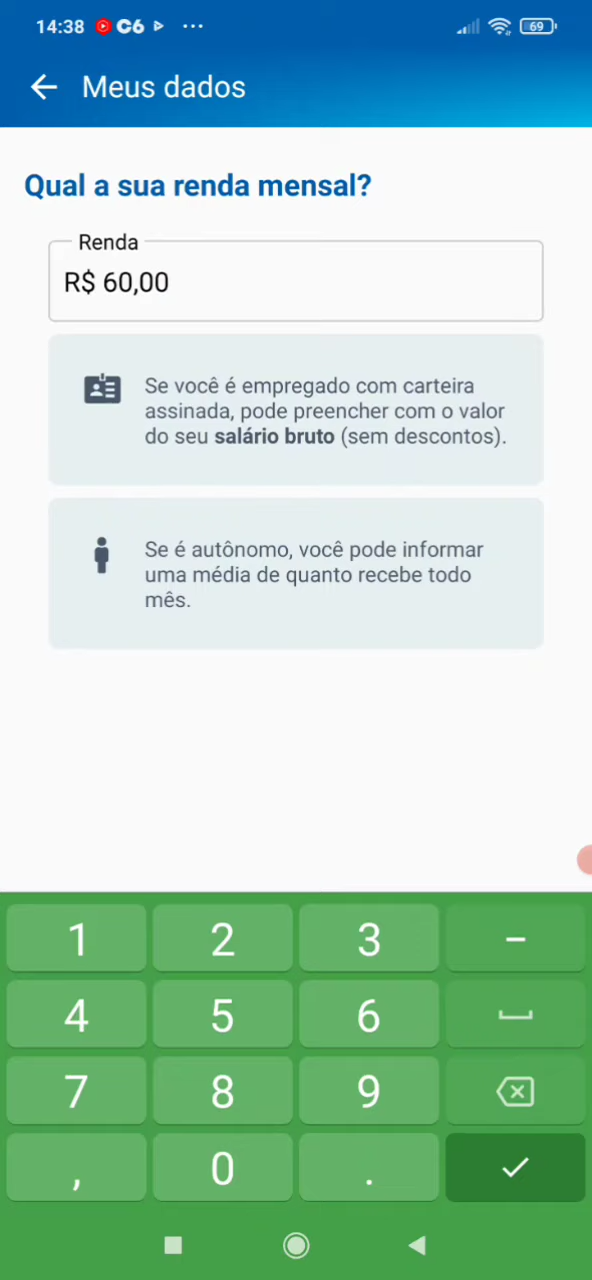 14:38 C6 ··· 69
Meus dados
Qual a sua renda mensal?
Renda
R$ 60,00
Se você é empregado com carteira
assinada, pode preencher com o valor
do seu salário bruto (sem descontos).
Se é autônomo, você pode informar
uma média de quanto recebe todo
mês.
1 2 3 –
4 5 6
7 8 9
, 0 .